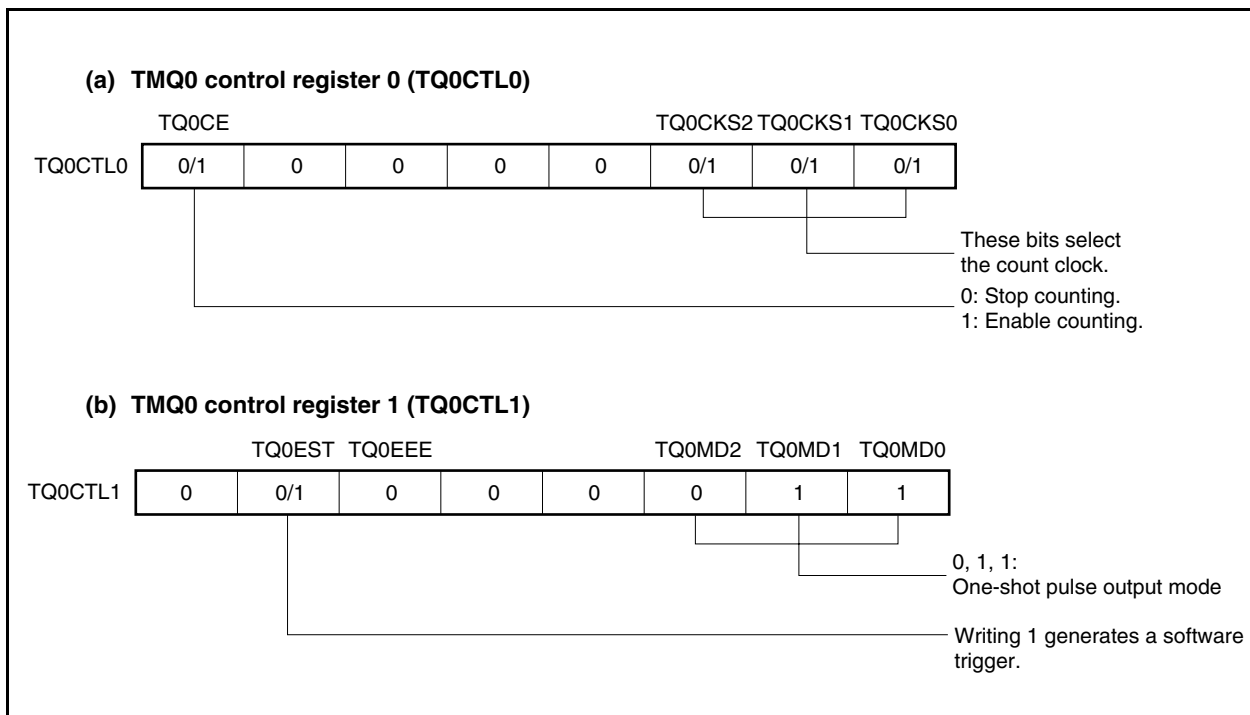 (a) TMQ0 control register 0 (TQ0CTL0)
TQ0CE TQ0CKS2 TQ0CKS1 TQ0CKS0
TQ0CTL0 0/1 0 0 0 0 0/1 0/1 0/1
These bits select
the count clock.
0: Stop counting.
1: Enable counting.
(b) TMQ0 control register 1 (TQ0CTL1)
TQ0EST TQ0EEE TQ0MD2 TQ0MD1 TQ0MD0
TQ0CTL1 0 0/1 0 0 0 0 1 1
0, 1, 1:
One-shot pulse output mode
Writing 1 generates a software
trigger.